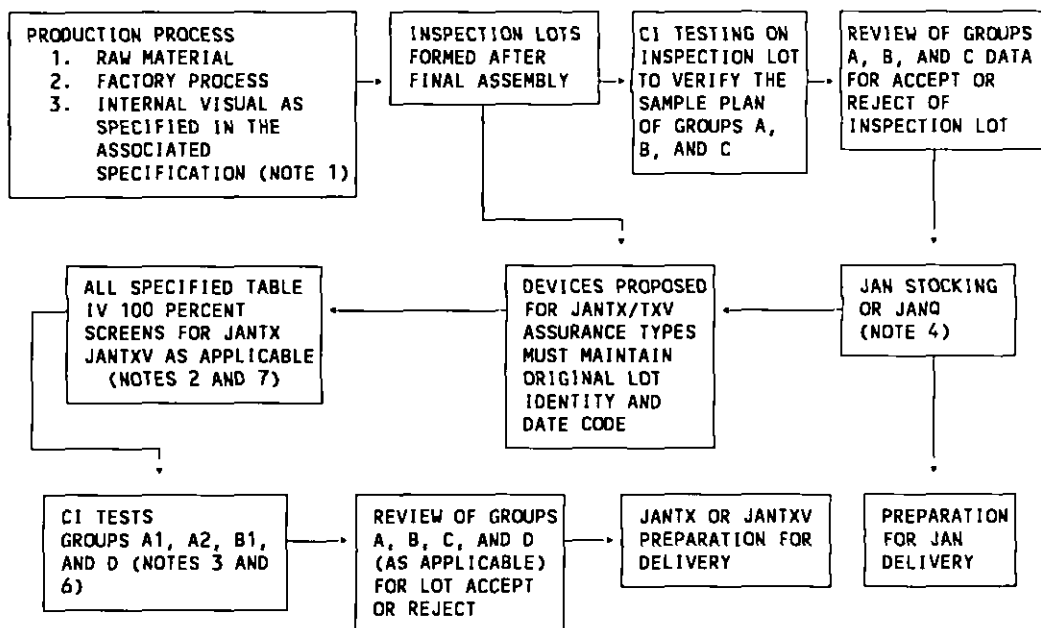 PRODUCTION PROCESS
1. RAW MATERIAL
2. FACTORY PROCESS
3. INTERNAL VISUAL AS
SPECIFIED IN THE
ASSOCIATED
SPECIFICATION (NOTE 1)
INSPECTION LOTS
FORMED AFTER
FINAL ASSEMBLY
CI TESTING ON
INSPECTION LOT
TO VERIFY THE
SAMPLE PLAN
OF GROUPS A,
B, AND C
REVIEW OF GROUPS
A, B, AND C DATA
FOR ACCEPT OR
REJECT OF
INSPECTION LOT
ALL SPECIFIED TABLE
IV 100 PERCENT
SCREENS FOR JANTX
JANTXV AS APPLICABLE
(NOTES 2 AND 7)
DEVICES PROPOSED
FOR JANTX/TXV
ASSURANCE TYPES
MUST MAINTAIN
ORIGINAL LOT
IDENTITY AND
DATE CODE
JAN STOCKING
OR JANQ
(NOTE 4)
CI TESTS
GROUPS A1, A2, B1,
AND D (NOTES 3 AND
6)
REVIEW OF GROUPS
A, B, C, AND D
(AS APPLICABLE)
FOR LOT ACCEPT
OR REJECT
JANTX OR JANTXV
PREPARATION FOR
DELIVERY
PREPARATION
FOR JAN
DELIVERY